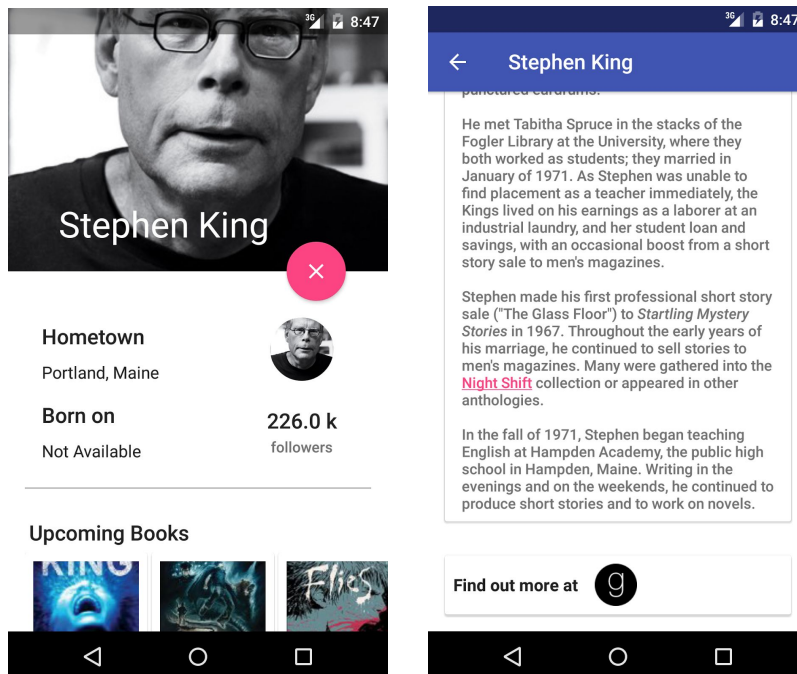 3G 8:47
Stephen King
Hometown
Portland, Maine
Born on
Not Available
226.0 k
followers
Upcoming Books
KING
Flies
3G 8:47
Stephen King
punctured eardrums.
He met Tabitha Spruce in the stacks of the
Fogler Library at the University, where they
both worked as students; they married in
January of 1971. As Stephen was unable to
find placement as a teacher immediately, the
Kings lived on his earnings as a laborer at an
industrial laundry, and her student loan and
savings, with an occasional boost from a short
story sale to men's magazines.
Stephen made his first professional short story
sale ("The Glass Floor") to Startling Mystery
Stories in 1967. Throughout the early years of
his marriage, he continued to sell stories to
men's magazines. Many were gathered into the
Night Shift collection or appeared in other
anthologies.
In the fall of 1971, Stephen began teaching
English at Hampden Academy, the public high
school in Hampden, Maine. Writing in the
evenings and on the weekends, he continued to
produce short stories and to work on novels.
Find out more at g